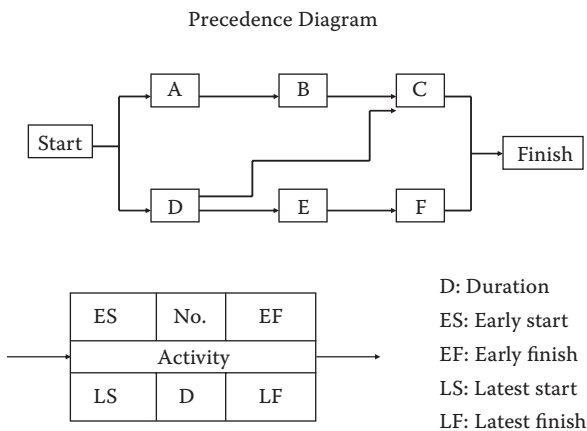 Precedence Diagram
A B C
Start Finish
D E F
ES No. EF
Activity
LS D LF
D: Duration
ES: Early start
EF: Early finish
LS: Latest start
LF: Latest finish